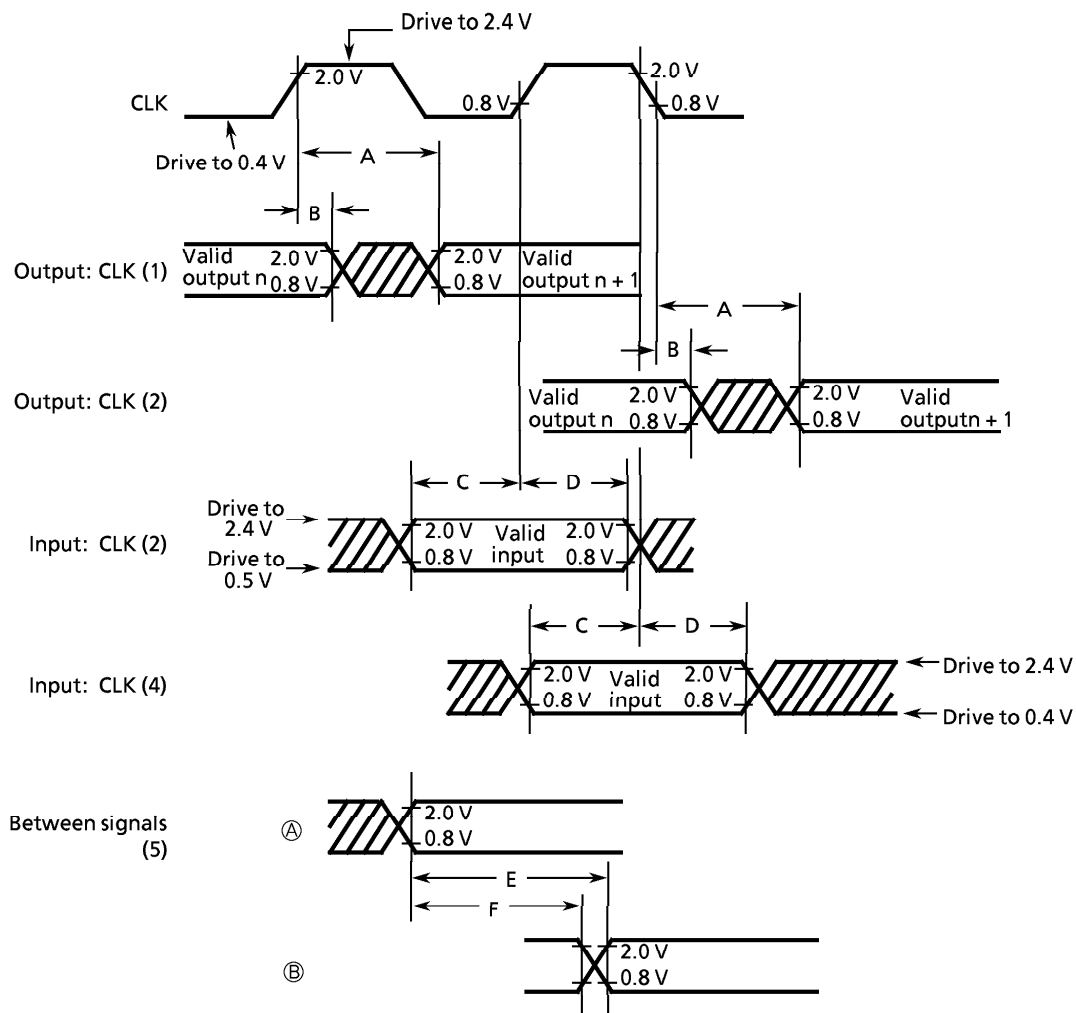 Drive to 2.4 V
2.0 V
2.0 V
CLK
0.8 V
0.8 V
Drive to 0.4 V
A
B
Output: CLK (1)
Valid
output n
2.0 V
0.8 V
2.0 V
0.8 V
Valid
output n + 1
A
B
Output: CLK (2)
Valid
output n
2.0 V
0.8 V
2.0 V
0.8 V
Valid
outputn + 1
C
D
Input: CLK (2)
Drive to
2.4 V
Drive to
0.5 V
2.0 V
0.8 V
Valid
input
2.0 V
0.8 V
C
D
Input: CLK (4)
2.0 V
0.8 V
Valid
input
2.0 V
0.8 V
Drive to 2.4 V
Drive to 0.4 V
Between signals
(5)
Ⓐ
2.0 V
0.8 V
E
F
Ⓑ
2.0 V
0.8 V